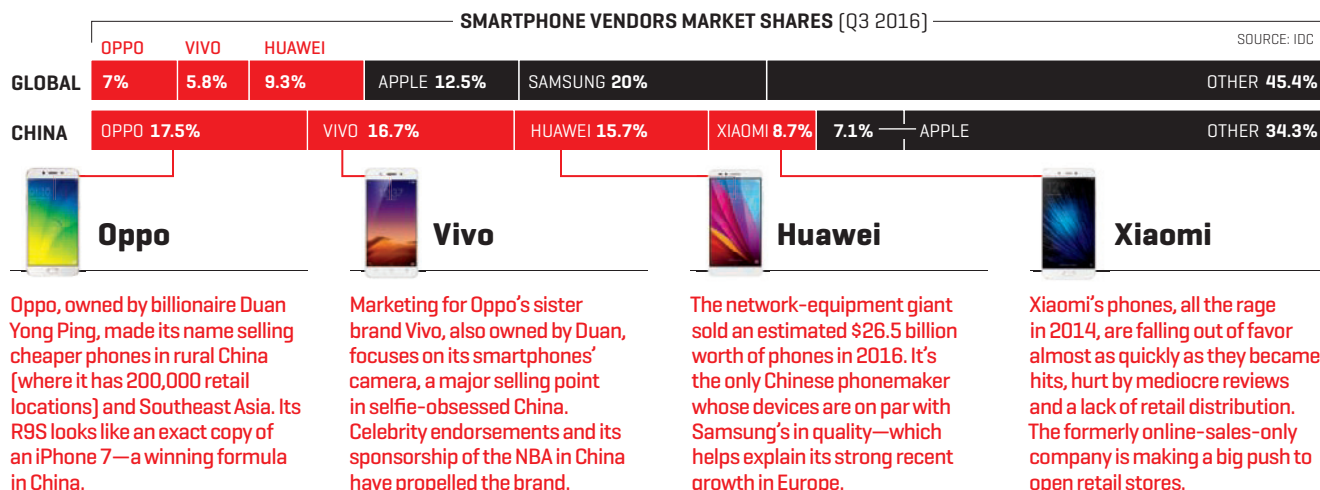 SMARTPHONE VENDORS MARKET SHARES (Q3 2016)
SOURCE: IDC
OPPO VIVO HUAWEI
GLOBAL 7% 5.8% 9.3% APPLE 12.5% SAMSUNG 20% OTHER 45.4%
CHINA OPPO 17.5% VIVO 16.7% HUAWEI 15.7% XIAOMI 8.7% 7.1% APPLE OTHER 34.3%
Oppo
Oppo, owned by billionaire Duan
Yong Ping, made its name selling
cheaper phones in rural China
(where it has 200,000 retail
locations) and Southeast Asia. Its
R9S looks like an exact copy of
an iPhone 7—a winning formula
in China.
Vivo
Marketing for Oppo's sister
brand Vivo, also owned by Duan,
focuses on its smartphones'
camera, a major selling point
in selfie-obsessed China.
Celebrity endorsements and its
sponsorship of the NBA in China
have propelled the brand.
Huawei
The network-equipment giant
sold an estimated $26.5 billion
worth of phones in 2016. It's
the only Chinese phonemaker
whose devices are on par with
Samsung's in quality—which
helps explain its strong recent
growth in Europe.
Xiaomi
Xiaomi's phones, all the rage
in 2014, are falling out of favor
almost as quickly as they became
hits, hurt by mediocre reviews
and a lack of retail distribution.
The formerly online-sales-only
company is making a big push to
open retail stores.